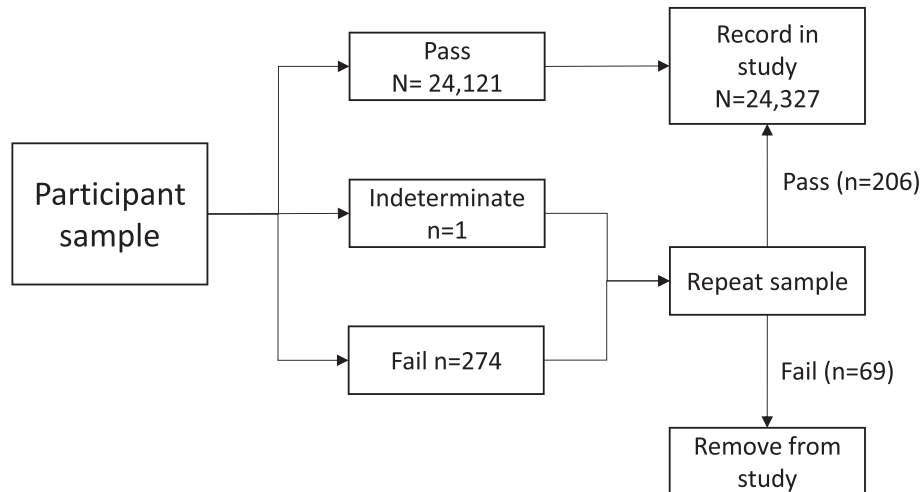 Participant
sample
Pass
N= 24,121
Indeterminate
n=1
Fail n=274
Record in
study
N=24,327
Pass (n=206)
Repeat sample
Fail (n=69)
Remove from
study